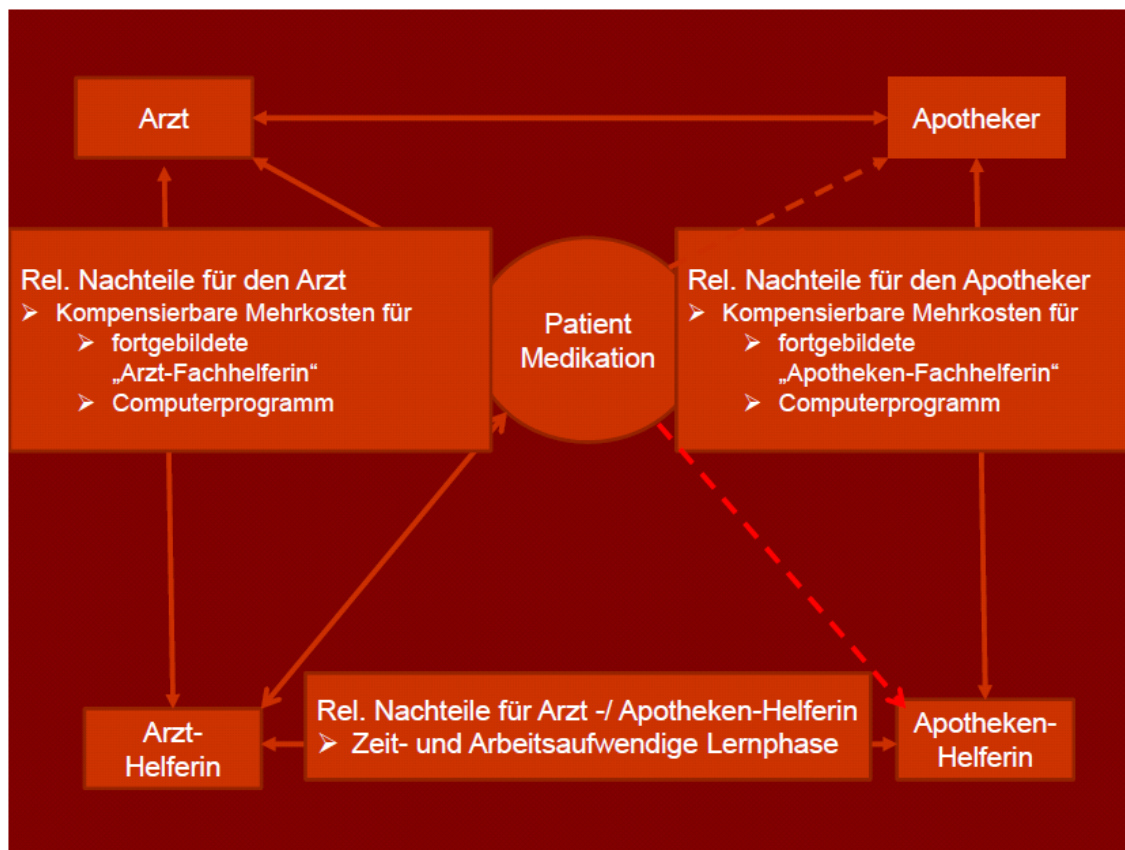 Arzt
Apotheker
Rel. Nachteile für den Arzt
➢ Kompensierbare Mehrkosten für
➢ fortgebildete
„Arzt-Fachhelferin“
➢ Computerprogramm
Patient
Medikation
Rel. Nachteile für den Apotheker
➢ Kompensierbare Mehrkosten für
➢ fortgebildete
„Apotheken-Fachhelferin“
➢ Computerprogramm
Arzt-
Helferin
Rel. Nachteile für Arzt -/ Apotheken-Helferin
➢ Zeit- und Arbeitsaufwendige Lernphase
Apotheken-
Helferin